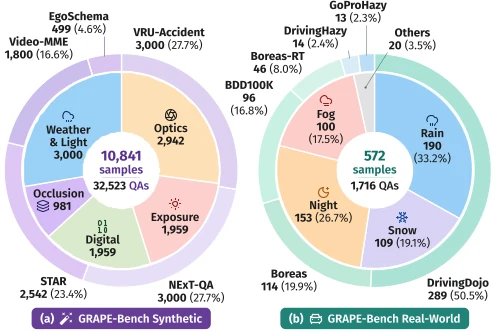 EgoSchema
499 (4.6%)
Video-MME
1,800 (16.6%)
VRU-Accident
3,000 (27.7%)
Weather
& Light
3,000
Optics
2,942
10,841
samples
32,523 QAs
Occlusion
981
Digital
1,959
Exposure
1,959
STAR
2,542 (23.4%)
NExT-QA
3,000 (27.7%)
(a) GRAPE-Bench Synthetic
GoProHazy
13 (2.3%)
DrivingHazy
14 (2.4%)
Others
20 (3.5%)
Boreas-RT
46 (8.0%)
BDD100K
96
(16.8%)
Fog
100
(17.5%)
Rain
190
(33.2%)
572
samples
1,716 QAs
Night
153 (26.7%)
Snow
109 (19.1%)
Boreas
114 (19.9%)
DrivingDojo
289 (50.5%)
(b) GRAPE-Bench Real-World